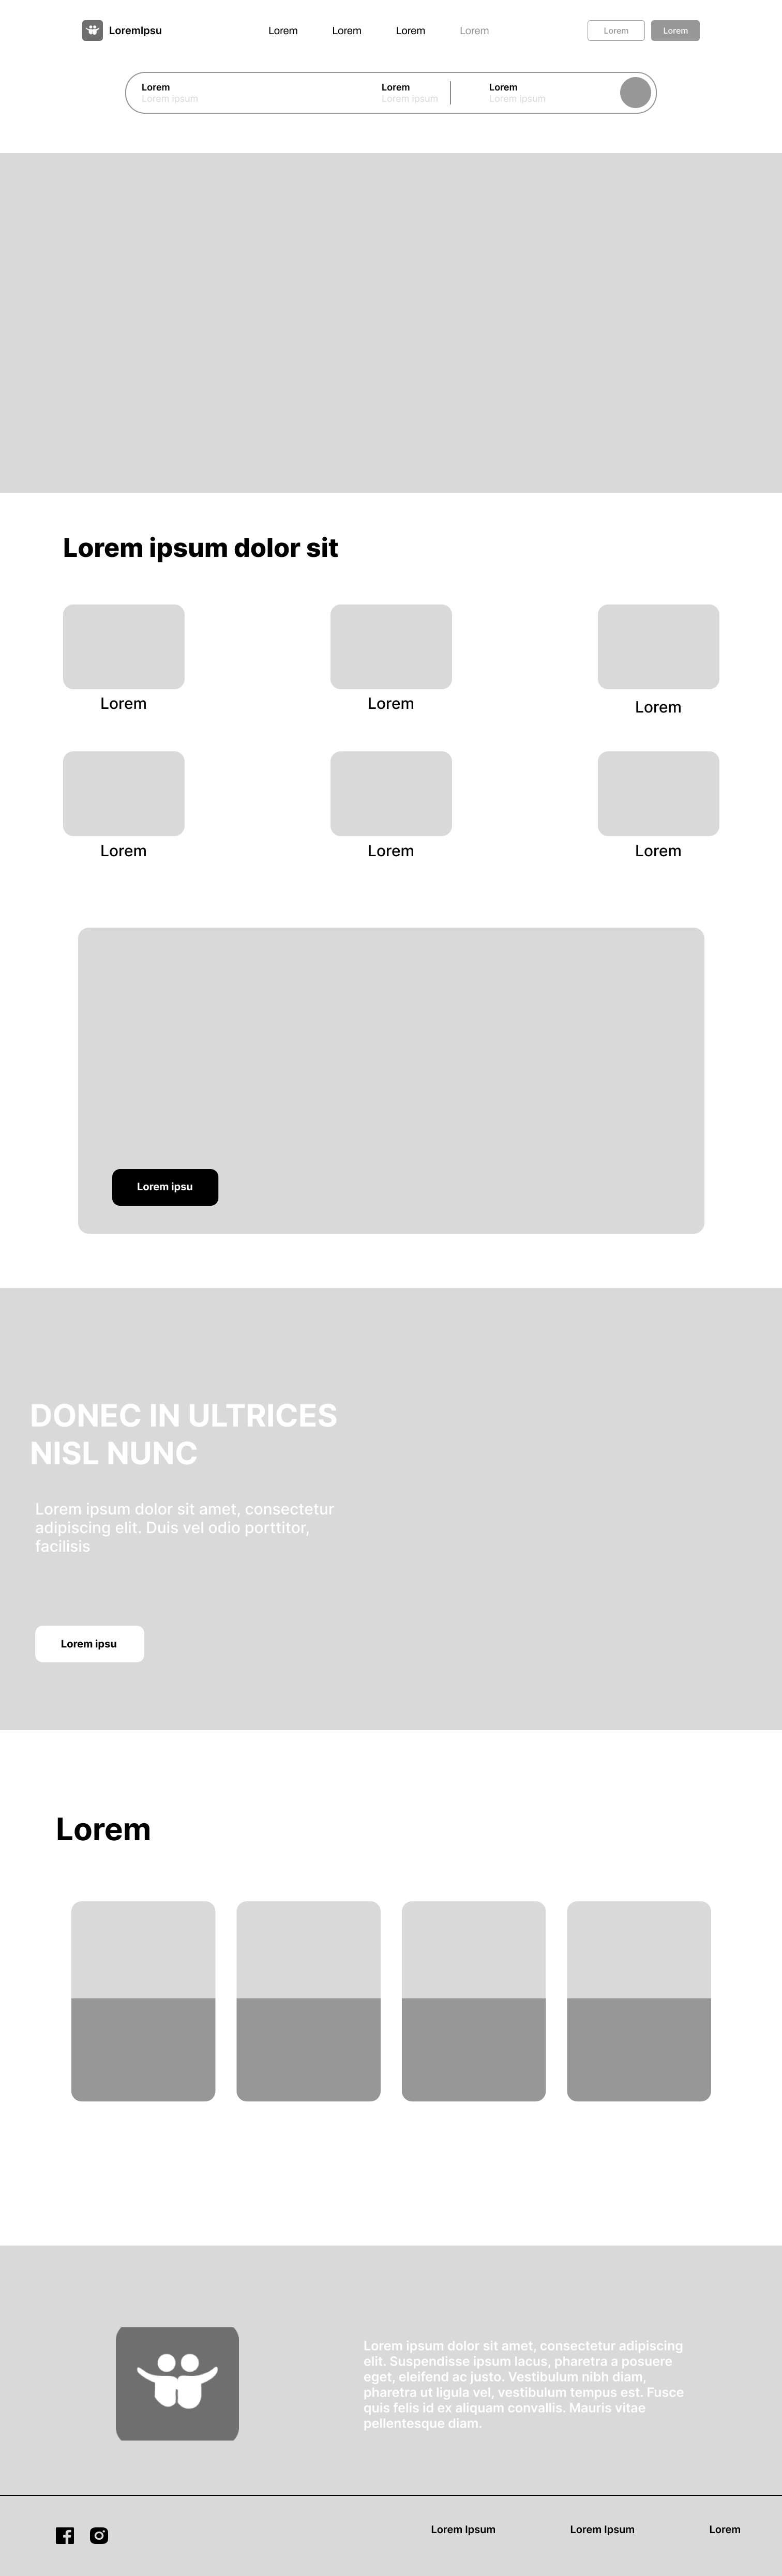 LoremIpsu
Lorem
Lorem
Lorem
Lorem
Lorem
Lorem
Lorem
Lorem ipsum
Lorem
Lorem ipsum
Lorem
Lorem ipsum
Lorem ipsum dolor sit
Lorem
Lorem
Lorem
Lorem
Lorem
Lorem
Lorem ipsu
DONEC IN ULTRICES
NISL NUNC
Lorem ipsum dolor sit amet, consectetur
adipiscing elit. Duis vel odio porttitor,
facilisis
Lorem ipsu
Lorem
Lorem ipsum dolor sit amet, consectetur adipiscing
elit. Suspendisse ipsum lacus, pharetra a posuere
eget, eleifend ac justo. Vestibulum nibh diam,
pharetra ut ligula vel, vestibulum tempus est. Fusce
quis felis id ex aliquam convallis. Mauris vitae
pellentesque diam.
Lorem Ipsum
Lorem Ipsum
Lorem